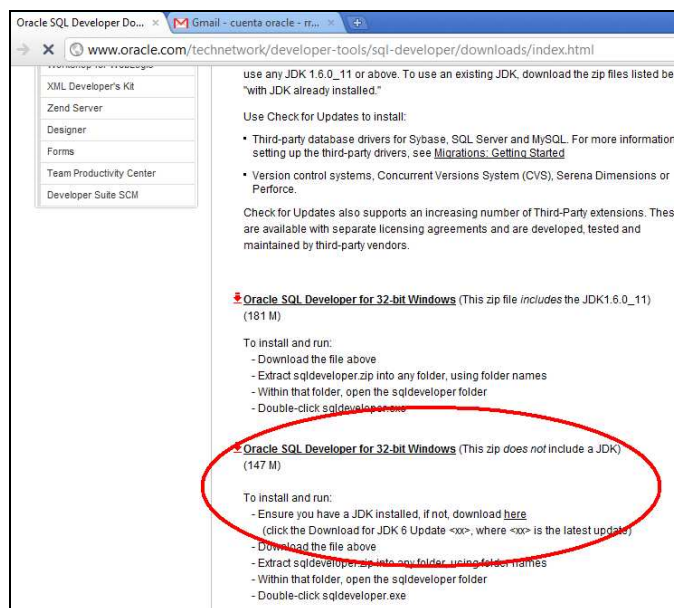 Oracle SQL Developer Do... ×
Gmail - cuenta oracle - rr... ×
www.oracle.com/technetwork/developer-tools/sql-developer/downloads/index.html
Workshop for WebLogic
XML Developer's Kit
Zend Server
Designer
Forms
Team Productivity Center
Developer Suite SCM
use any JDK 1.6.0_11 or above. To use an existing JDK, download the zip files listed be
"with JDK already installed."
Use Check for Updates to install:
• Third-party database drivers for Sybase, SQL Server and MySQL. For more information
setting up the third-party drivers, see Migrations: Getting Started
• Version control systems, Concurrent Versions System (CVS), Serena Dimensions or
Perforce.
Check for Updates also supports an increasing number of Third-Party extensions. Thes
are available with separate licensing agreements and are developed, tested and
maintained by third-party vendors.
Oracle SQL Developer for 32-bit Windows (This zip file includes the JDK1.6.0_11)
(181 M)
To install and run:
- Download the file above
- Extract sqldeveloper.zip into any folder, using folder names
- Within that folder, open the sqldeveloper folder
- Double-click sqldeveloper.exe
Oracle SQL Developer for 32-bit Windows (This zip does not include a JDK)
(147 M)
To install and run:
- Ensure you have a JDK installed, if not, download here
(click the Download for JDK 6 Update <xx>, where <xx> is the latest update)
- Download the file above
- Extract sqldeveloper.zip into any folder, using folder names
- Within that folder, open the sqldeveloper folder
- Double-click sqldeveloper.exe